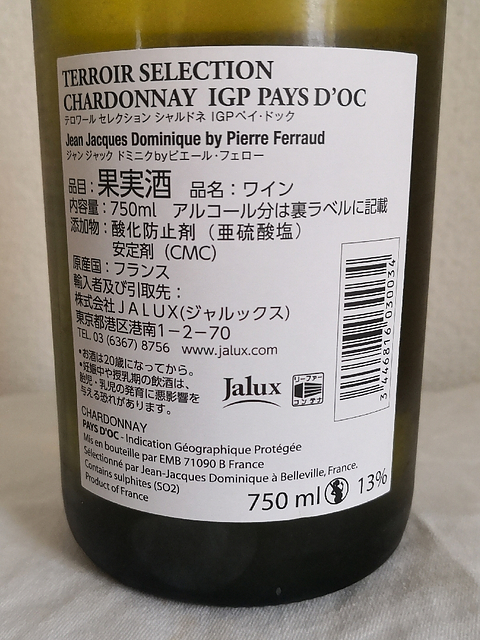 TERROIR SELECTION
CHARDONNAY IGP PAYS D'OC
テロワール セレクション シャルドネ IGPペイ・ドック
Jean Jacques Dominique by Pierre Ferraud
ジャン ジャック ドミニクbyピエール・フェロー
品目：果実酒 品名：ワイン
内容量：750ml アルコール分は裏ラベルに記載
添加物：酸化防止剤（亜硫酸塩）
安定剤（CMC）
原産国：フランス
輸入者及び引取先：
株式会社JALUX(ジャルックス)
東京都港区港南1－2－70
TEL.03 (6367) 8756 www.jalux.com
*お酒は20歳になってから。
*妊娠中や授乳期の飲酒は、
胎児・乳児の発育に悪影響を
与える恐れがあります。
Jalux
リーファー
コンテナ
3 446816 030034
CHARDONNAY
PAYS D'OC - Indication Géographique Protégée
Mis en bouteille par EMB 71090 B France
Sélectionné par Jean-Jacques Dominique à Belleville, France.
Contains sulphites (SO2)
Product of France
750 ml 13%